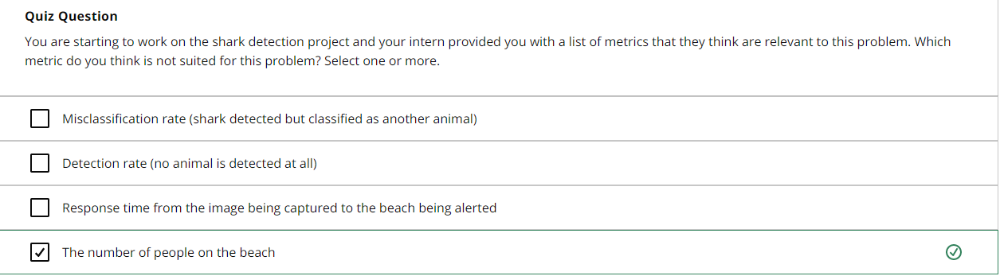 Quiz Question
You are starting to work on the shark detection project and your intern provided you with a list of metrics that they think are relevant to this problem. Which
metric do you think is not suited for this problem? Select one or more.
Misclassification rate (shark detected but classified as another animal)
Detection rate (no animal is detected at all)
Response time from the image being captured to the beach being alerted
The number of people on the beach